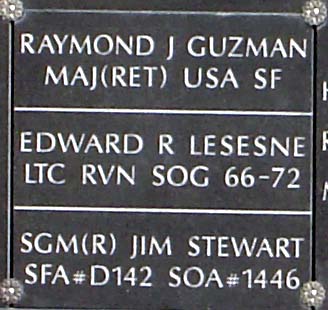 RAYMOND J GUZMAN
MAJ(RET) USA SF
EDWARD R LESESNE
LTC RVN SOG 66-72
SGM(R) JIM STEWART
SFA#D142 SOA#1446